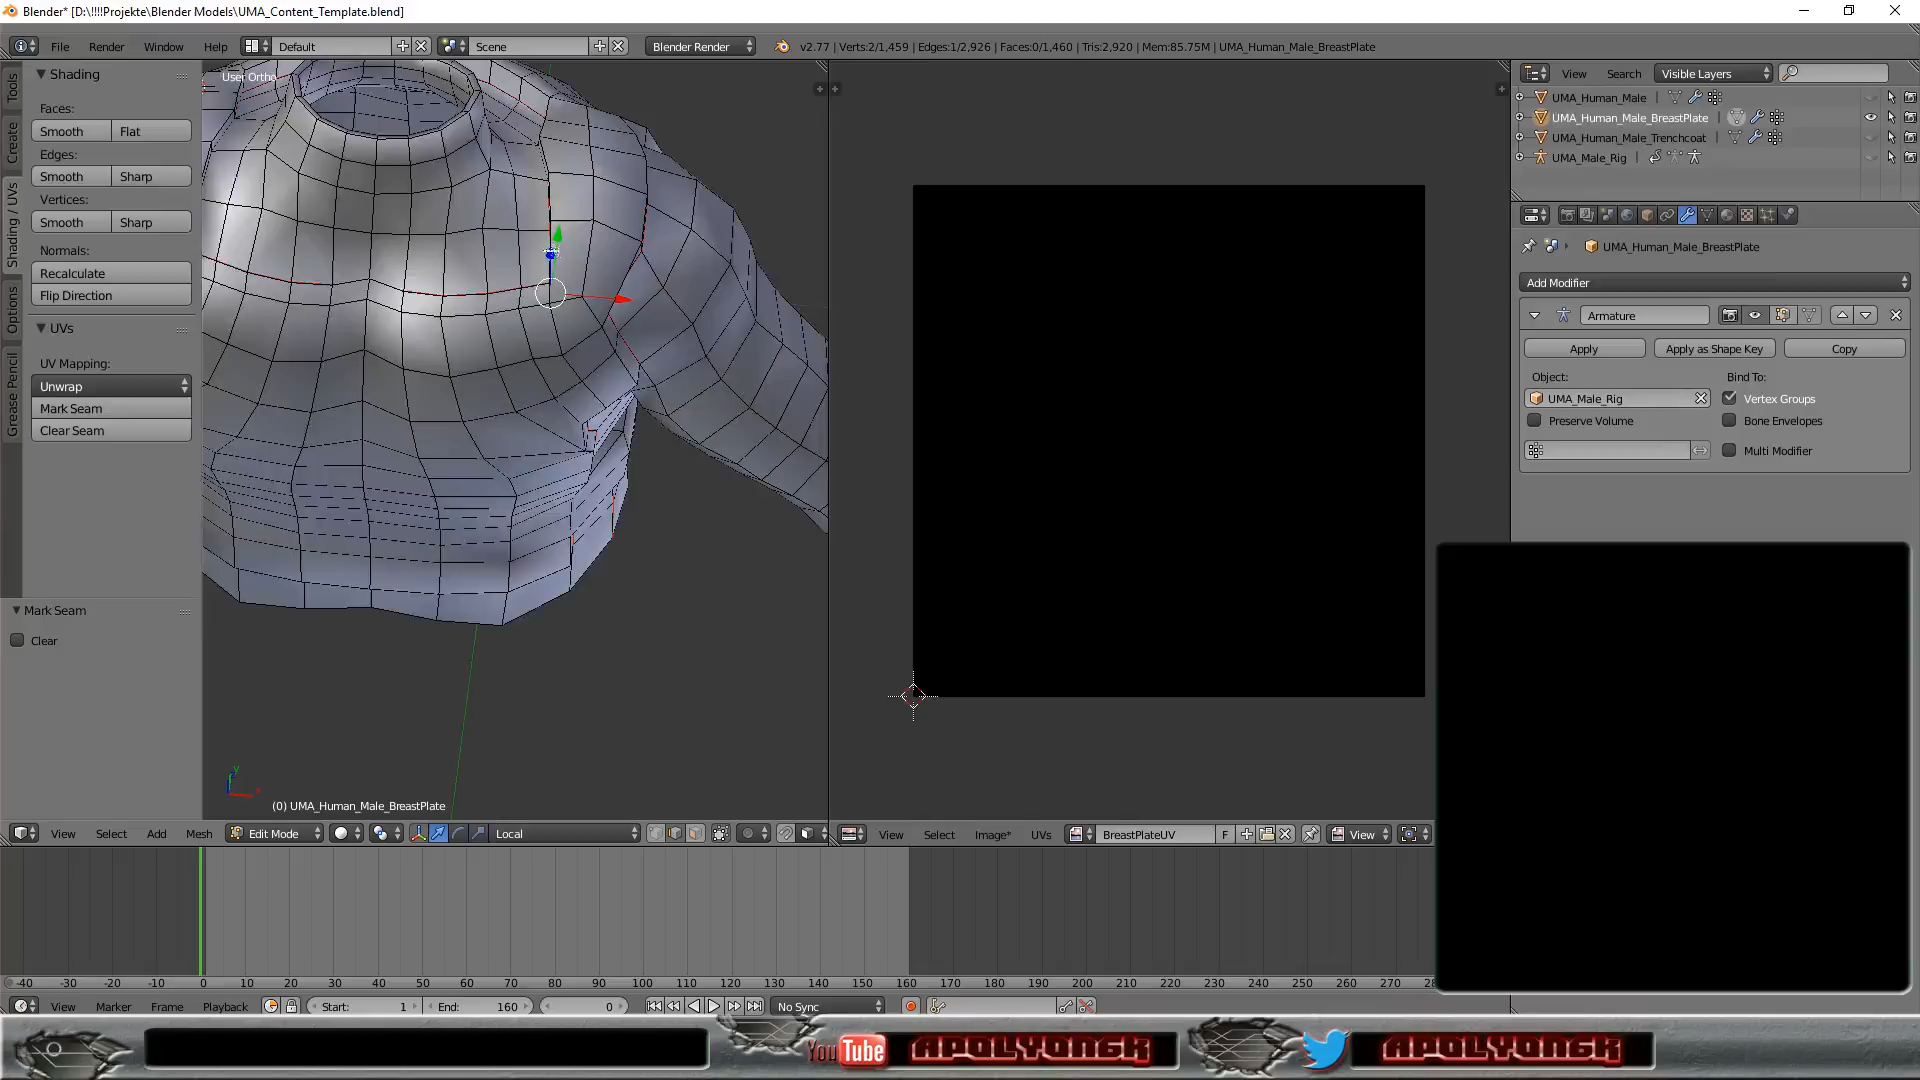 Blender* [D:\!!!!Projekte\Blender Models\UMA_Content_Template.blend]
File Render Window Help Default Scene Blender Render v2.77 | Verts:2/1,459 | Edges:1/2,926 | Faces:0/1,460 | Tris:2,920 | Mem:85.75M | UMA_Human_Male_BreastPlate
Tools
Create
Shading / UVs
Options
Grease Pencil
Shading
Faces:
Smooth Flat
Edges:
Smooth Sharp
Vertices:
Smooth Sharp
Normals:
Recalculate
Flip Direction
UVs
UV Mapping:
Unwrap
Mark Seam
Clear Seam
Mark Seam
Clear
User Ortho
(0) UMA_Human_Male_BreastPlate
View Select Add Mesh Edit Mode Local
View Select Image* UVs BreastPlateUV F View
View Search Visible Layers
UMA_Human_Male
UMA_Human_Male_BreastPlate
UMA_Human_Male_Trenchcoat
UMA_Male_Rig
UMA_Human_Male_BreastPlate
Add Modifier
Armature
Apply Apply as Shape Key Copy
Object: Bind To:
UMA_Male_Rig Vertex Groups
Preserve Volume Bone Envelopes
Multi Modifier
-40 -30 -20 -10 0 10 20 30 40 50 60 70 80 90 100 110 120 130 140 150 160 170 180 190 200 210 220 230 240 250 260 270
View Marker Frame Playback Start: 1 End: 160 0 No Sync
YouTube APOLYON6K APOLYON6K